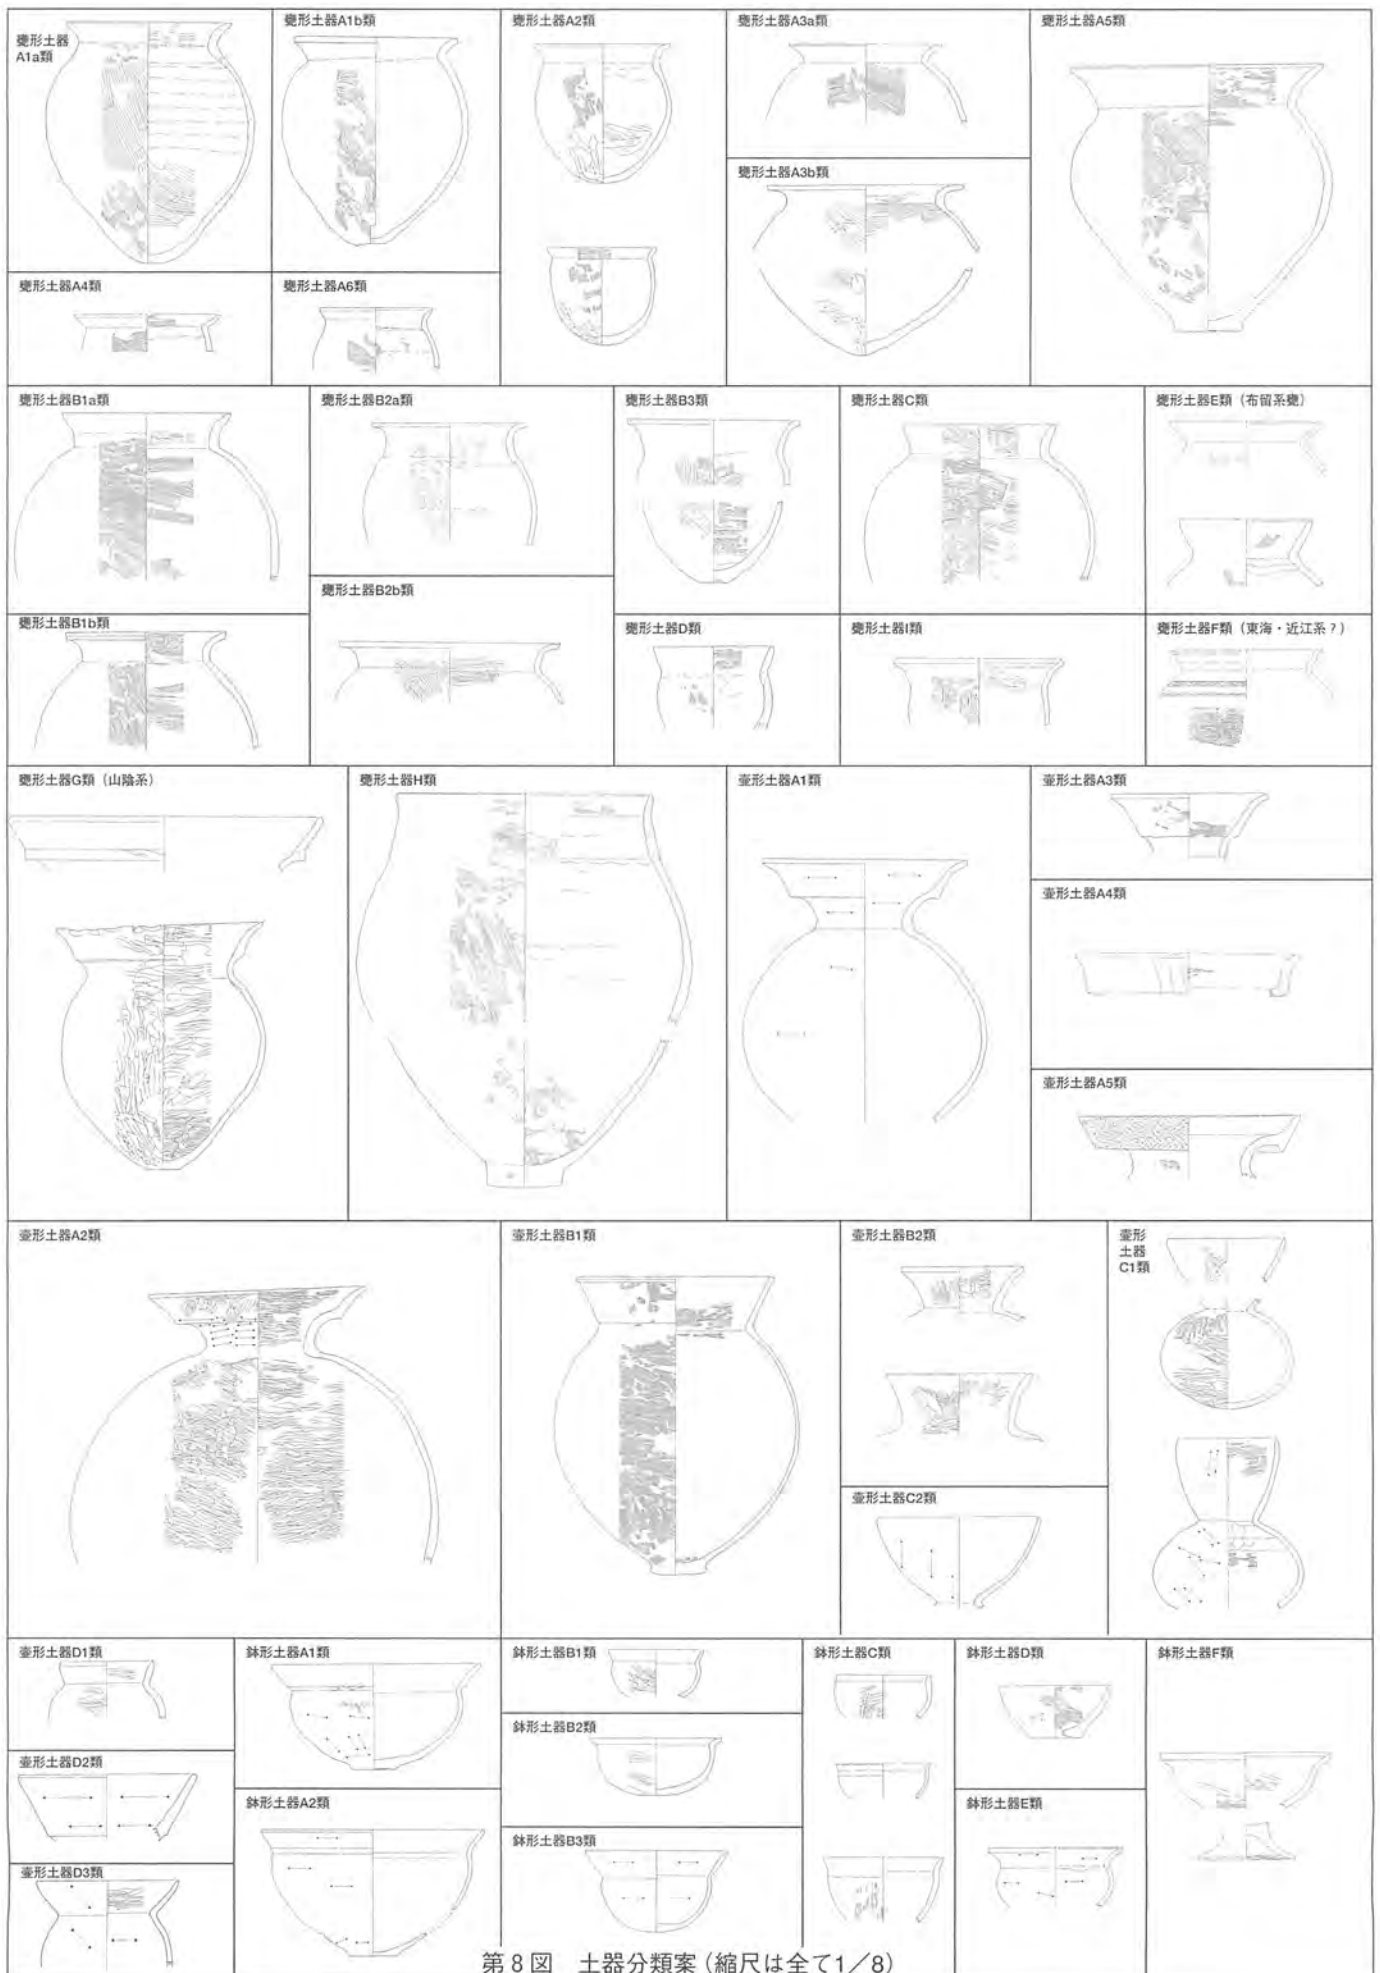 甕形土器
A1a類
甕形土器A1b類
甕形土器A2類
甕形土器A3a類
甕形土器A5類
甕形土器A3b類
甕形土器A4類
甕形土器A6類
甕形土器B1a類
甕形土器B2a類
甕形土器B3類
甕形土器C類
甕形土器E類（布留系甕）
甕形土器B2b類
甕形土器B1b類
甕形土器D類
甕形土器I類
甕形土器F類（東海・近江系？）
甕形土器G類（山陰系）
甕形土器H類
壷形土器A1類
壷形土器A3類
壷形土器A4類
壷形土器A5類
壷形土器A2類
壷形土器B1類
壷形土器B2類
壷形
土器
C1類
壷形土器C2類
壷形土器D1類
鉢形土器A1類
鉢形土器B1類
鉢形土器C類
鉢形土器D類
鉢形土器F類
鉢形土器B2類
壷形土器D2類
鉢形土器A2類
鉢形土器E類
鉢形土器B3類
壷形土器D3類
第８図　土器分類案（縮尺は全て1／8）